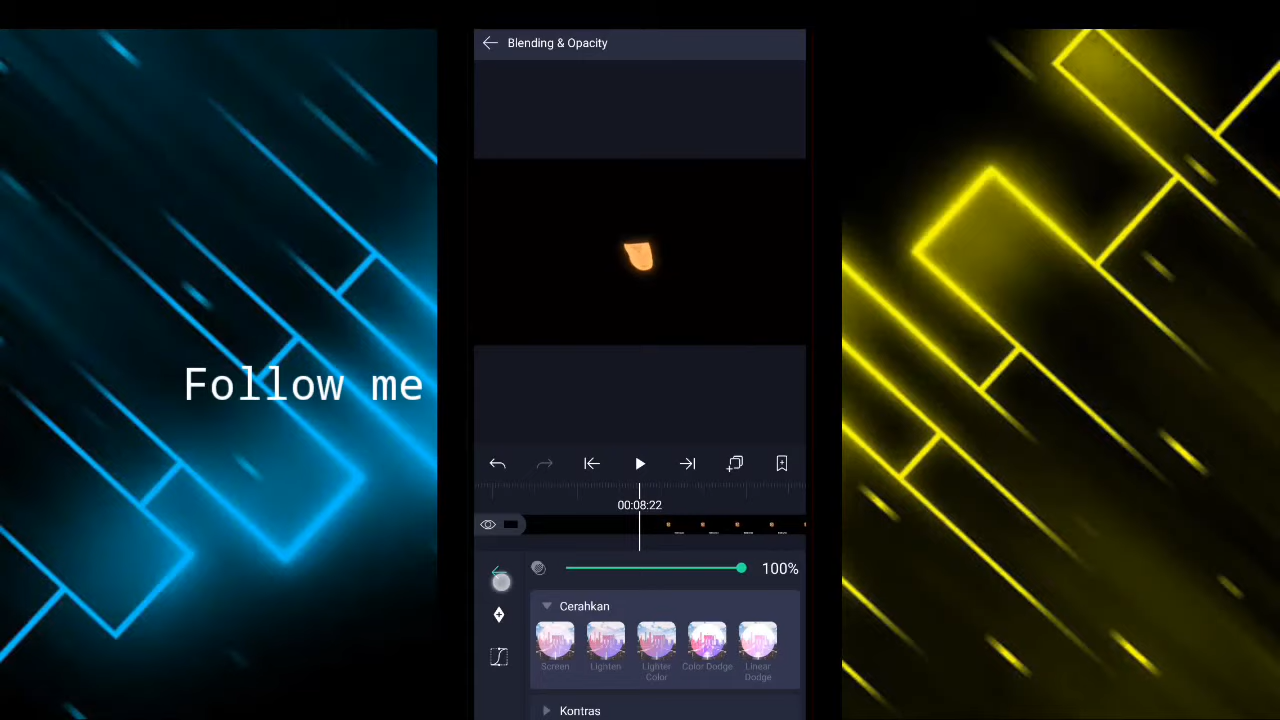 Blending & Opacity
Follow me
00:08:22
100%
Cerahkan
Screen
Lighten
Lighter
Color
Color Dodge
Linear
Dodge
Kontras